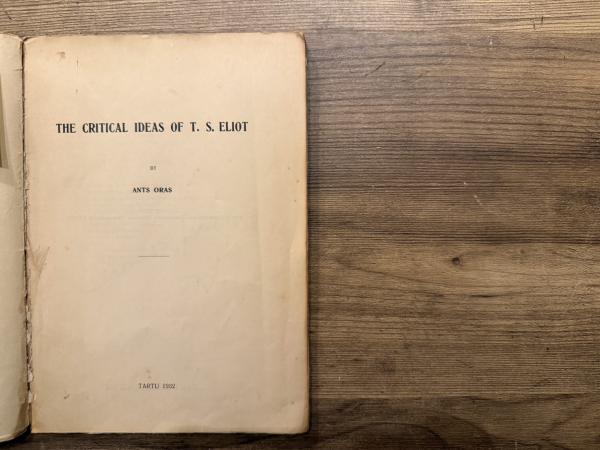 THE CRITICAL IDEAS OF T. S. ELIOT
BY
ANTS ORAS
TARTU 1932